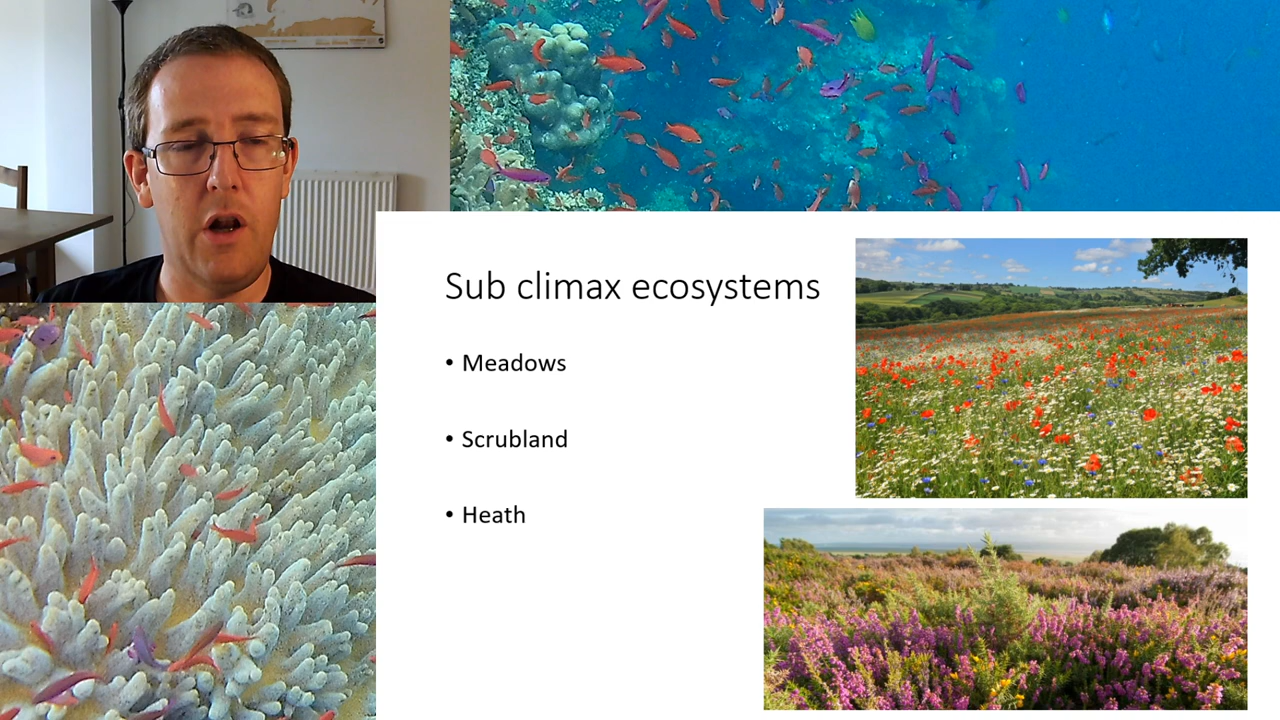 Sub climax ecosystems
• Meadows
• Scrubland
• Heath